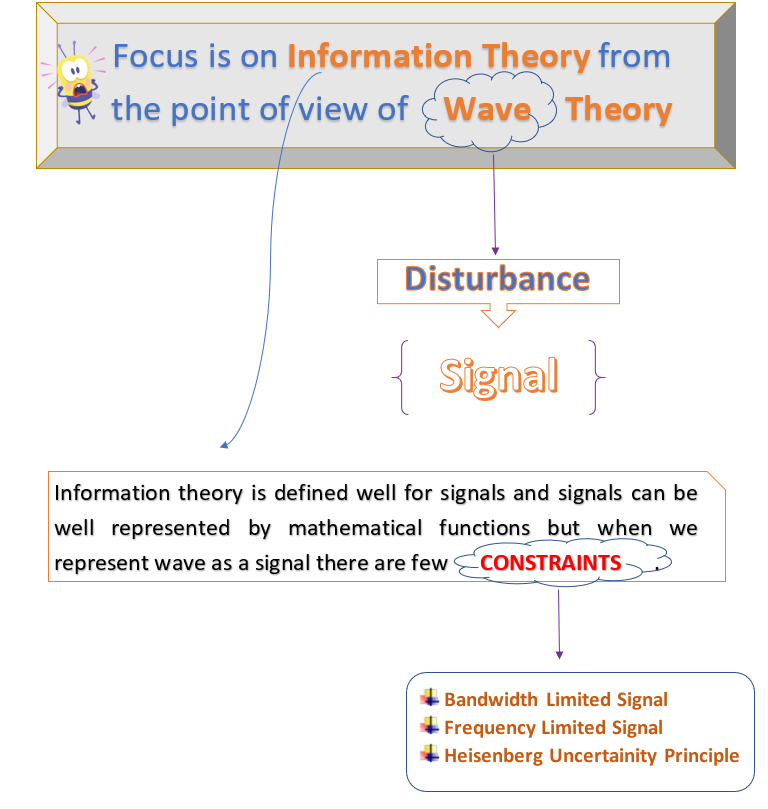 Focus is on Information Theory from
the point of view of Wave Theory
Disturbance
Signal
Information theory is defined well for signals and signals can be
well represented by mathematical functions but when we
represent wave as a signal there are few CONSTRAINTS .
Bandwidth Limited Signal
Frequency Limited Signal
Heisenberg Uncertainity Principle